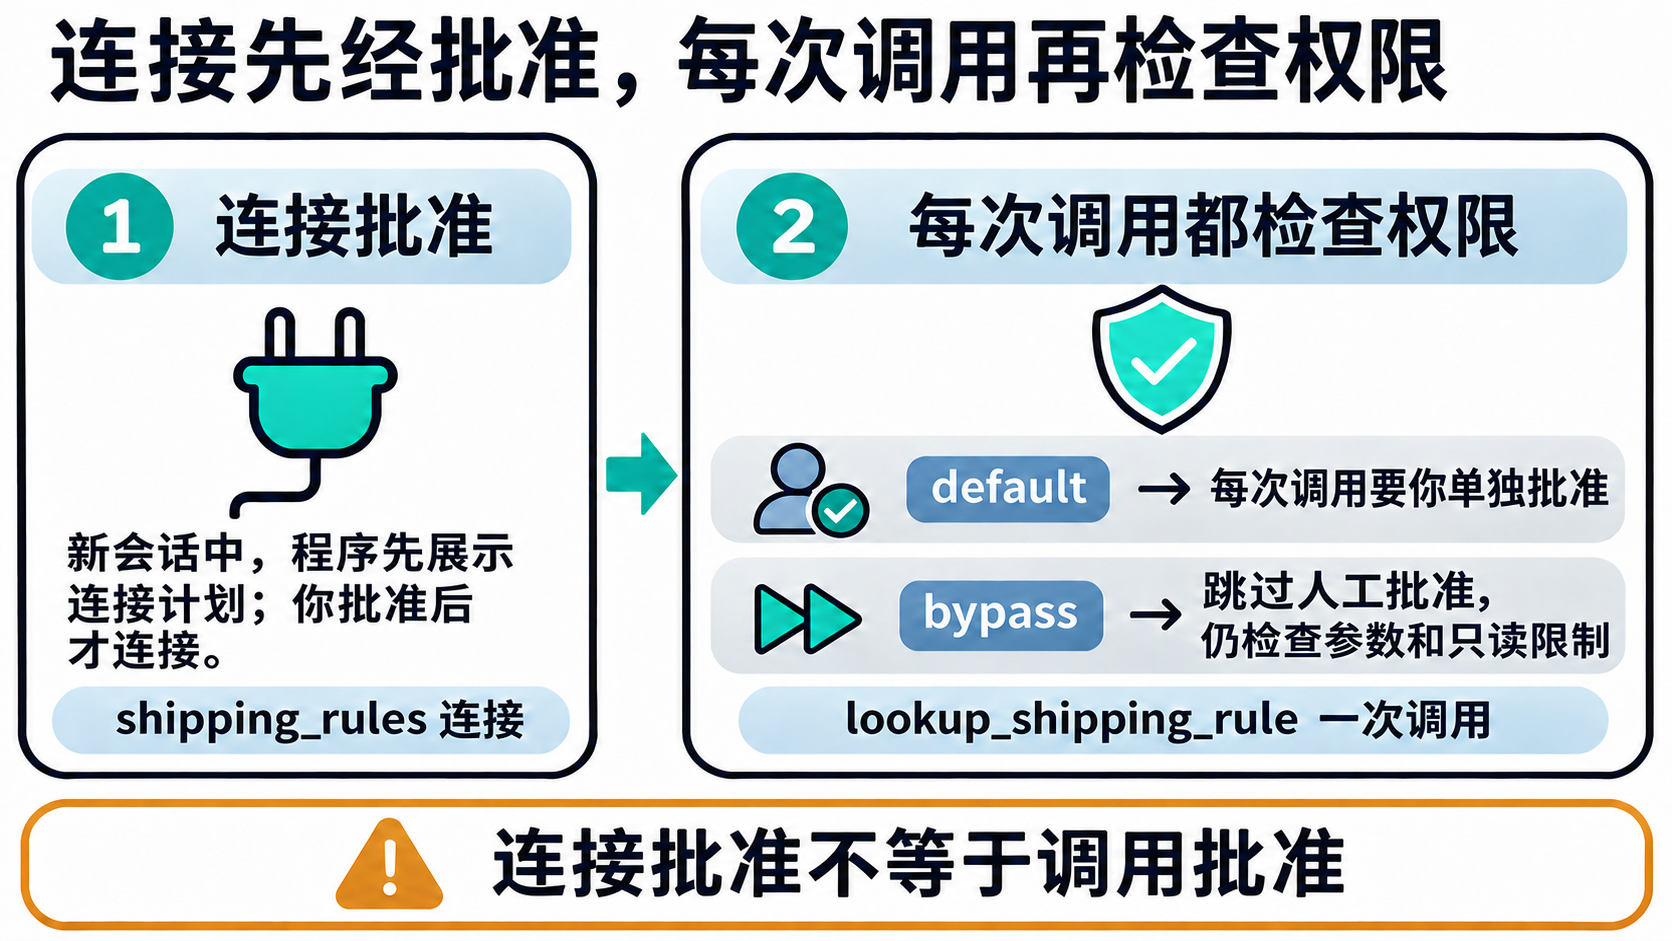 连接先经批准，每次调用再检查权限
1 连接批准
新会话中，程序先展示
连接计划；你批准后
才连接。
shipping_rules 连接
2 每次调用都检查权限
default → 每次调用要你单独批准
bypass → 跳过人工批准，
仍检查参数和只读限制
lookup_shipping_rule 一次调用
连接批准不等于调用批准